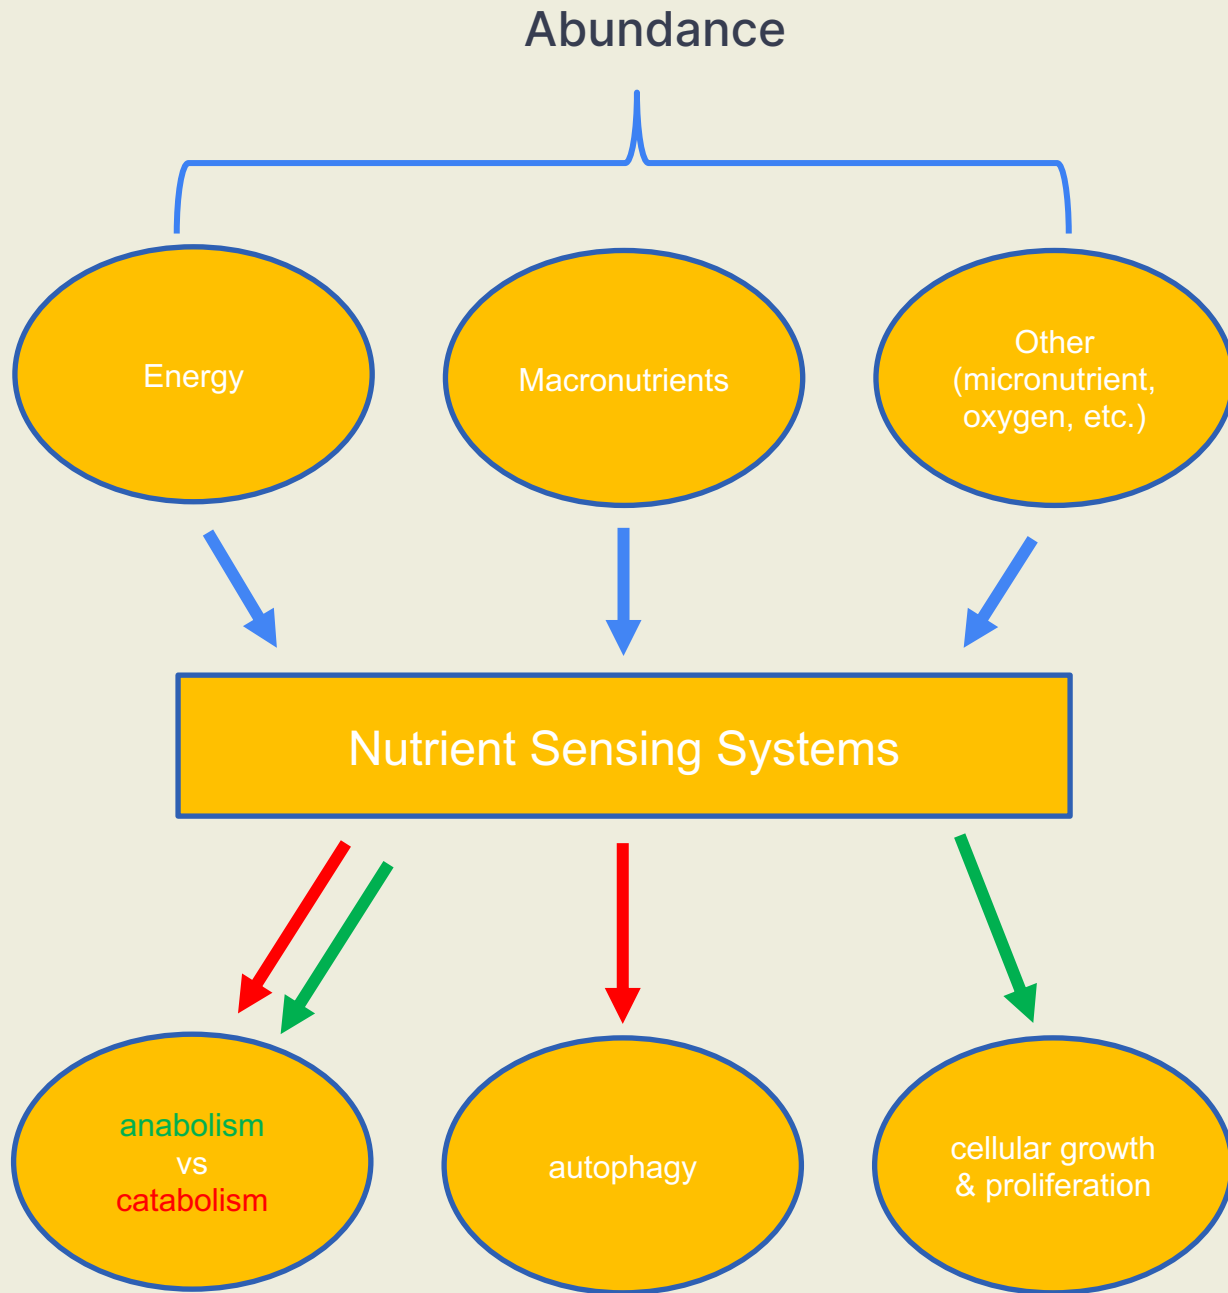 Abundance
Energy
Macronutrients
Other
(micronutrient,
oxygen, etc.)
Nutrient Sensing Systems
anabolism
vs
catabolism
autophagy
cellular growth
& proliferation